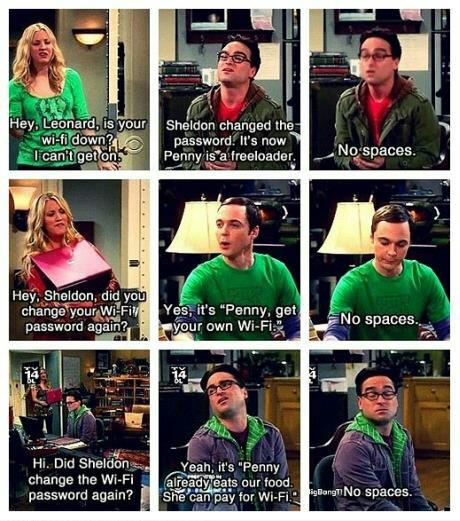 Hey, Leonard, is your
wi-fi down?
I can't get on.
Sheldon changed the
password. It's now
Penny is a freeloader.
No spaces.
Hey, Sheldon, did you
change your Wi-Fi
password again?
Yes, it's "Penny, get
your own Wi-Fi."
No spaces.
14
DL
Hi. Did Sheldon
change the Wi-Fi
password again?
14
DL
Yeah, it's "Penny
already eats our food.
She can pay for Wi-Fi."
No spaces.